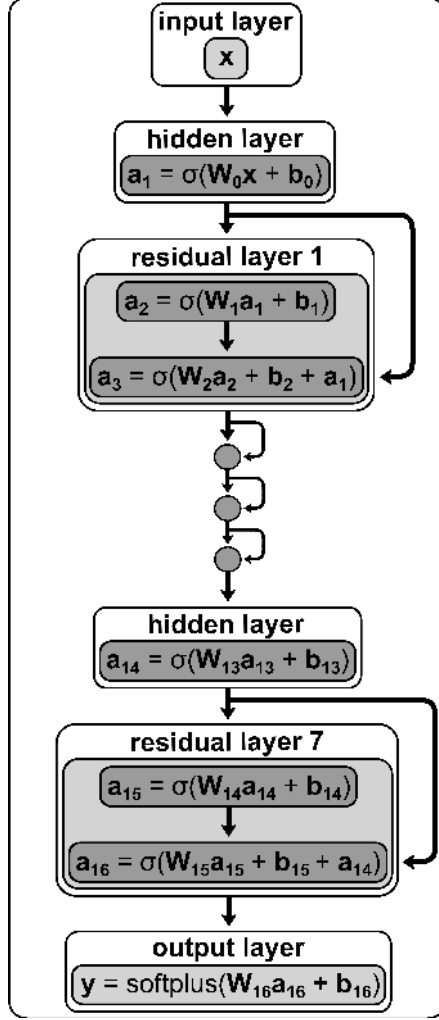 input layer
x
hidden layer
a₁ = σ(W₀x + b₀)
residual layer 1
a₂ = σ(W₁a₁ + b₁)
a₃ = σ(W₂a₂ + b₂ + a₁)
hidden layer
a₁₄ = σ(W₁₃a₁₃ + b₁₃)
residual layer 7
a₁₅ = σ(W₁₄a₁₄ + b₁₄)
a₁₆ = σ(W₁₅a₁₅ + b₁₅ + a₁₄)
output layer
y = softplus(W₁₆a₁₆ + b₁₆)